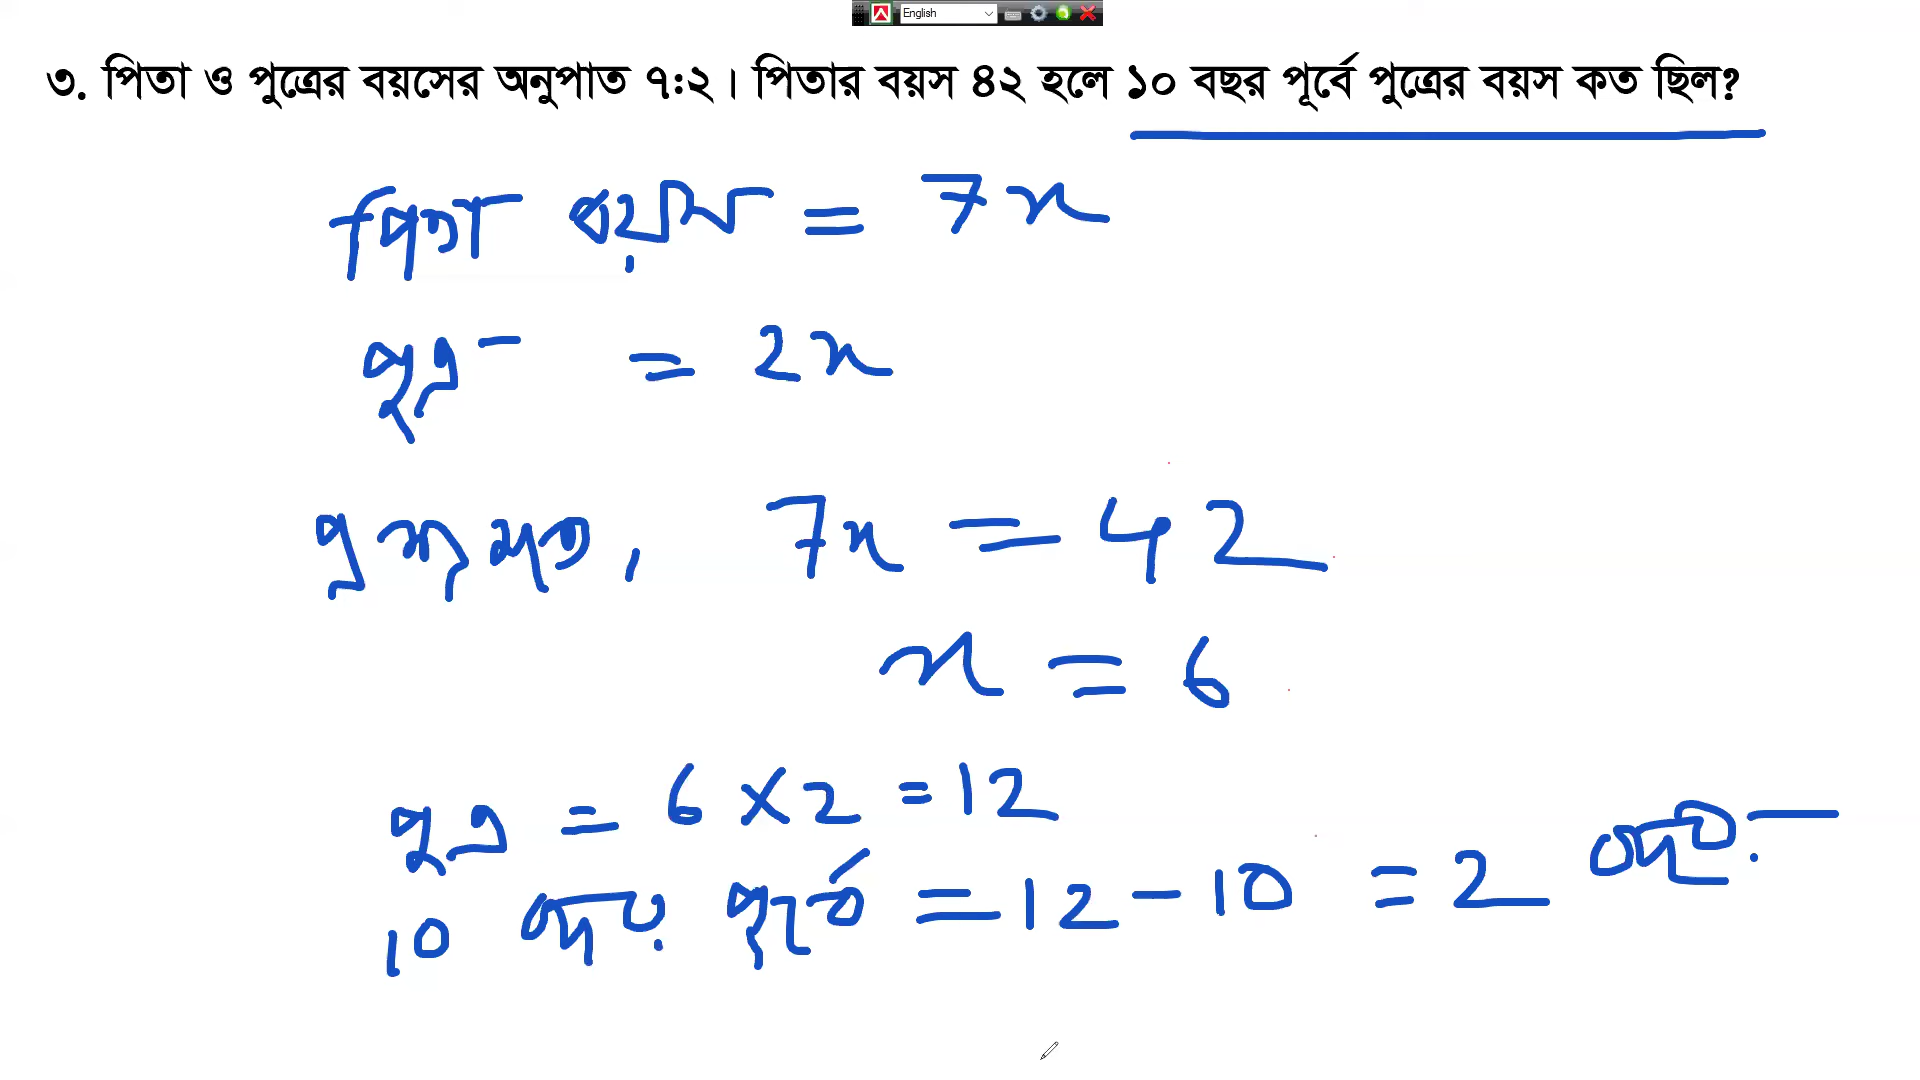 English
৩. পিতা ও পুত্রের বয়সের অনুপাত ৭:২। পিতার বয়স ৪২ হলে ১০ বছর পূর্বে পুত্রের বয়স কত ছিল?
পিতা বয়স = 7x
পুত্র = 2x
প্রশ্নমতে, 7x = 42
x = 6
পুত্র = 6 × 2 = 12
10 বছর পূর্বে = 12 - 10 = 2 বছর